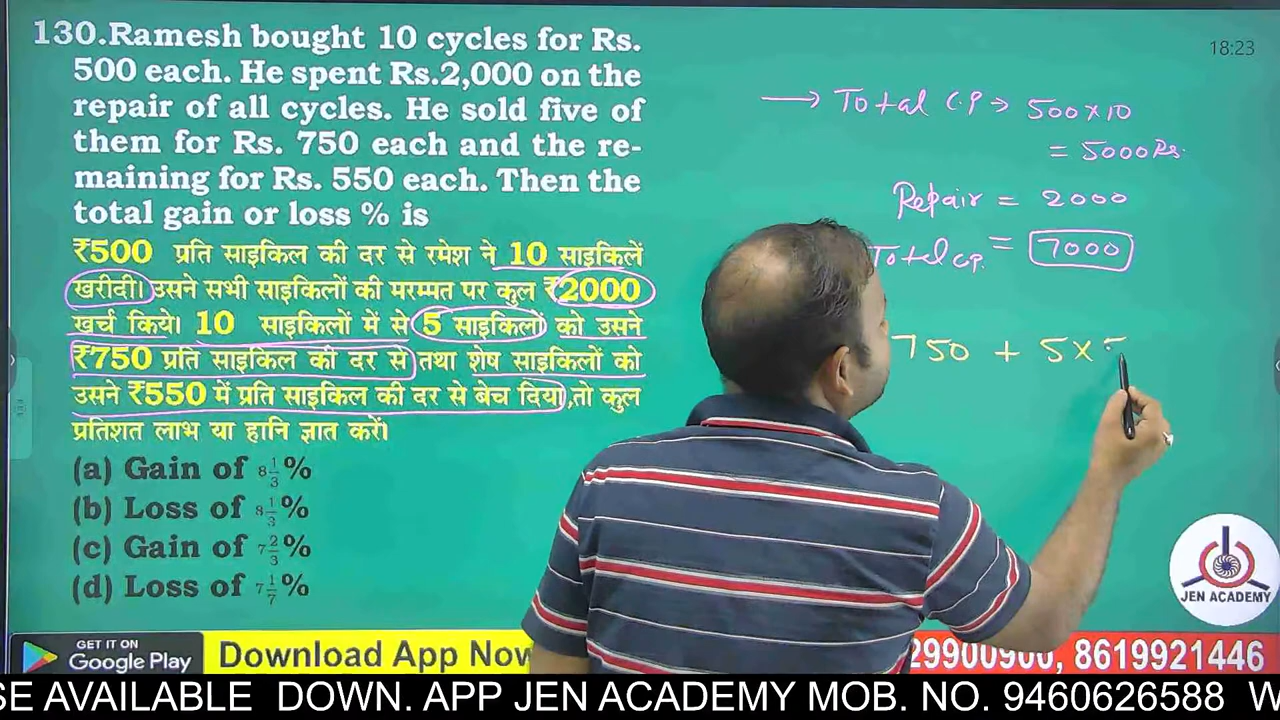 130.Ramesh bought 10 cycles for Rs.
500 each. He spent Rs.2,000 on the
repair of all cycles. He sold five of
them for Rs. 750 each and the re-
maining for Rs. 550 each. Then the
total gain or loss % is
₹500 प्रति साइकिल की दर से रमेश ने 10 साइकिलें
खरीदी। उसने सभी साइकिलों की मरम्मत पर कुल ₹2000
खर्च किये। 10 साइकिलों में से 5 साइकिलों को उसने
₹750 प्रति साइकिल की दर से तथा शेष साइकिलों को
उसने ₹550 में प्रति साइकिल की दर से बेच दिया, तो कुल
प्रतिशत लाभ या हानि ज्ञात करें।
(a) Gain of 8 1/3 %
(b) Loss of 8 1/3 %
(c) Gain of 7 2/3 %
(d) Loss of 7 1/7 %
18:23
→ Total C.P → 500×10
= 5000 Rs.
Repair = 2000
Total C.P. = 7000
750 + 5×5
JEN ACADEMY
GET IT ON
Google Play
Download App Now
29900900, 8619921446
SE AVAILABLE DOWN. APP JEN ACADEMY MOB. NO. 9460626588 W